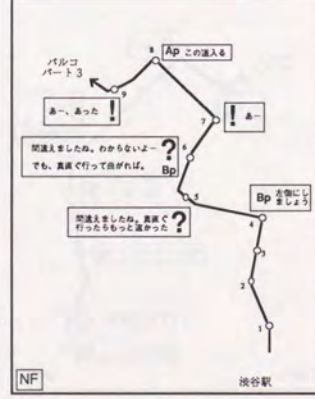 8
Ap この道入る
パルコ
パート3
9
あー、あった！
7
！ あー
間違えましたね。わからないよー
でも、真直ぐ行って曲がれば。
？
Bp
6
5
間違えましたね。真直ぐ
行ったらもっと近かった
？
Bp 左側にし
ましょう
4
3
2
1
NF
渋谷駅